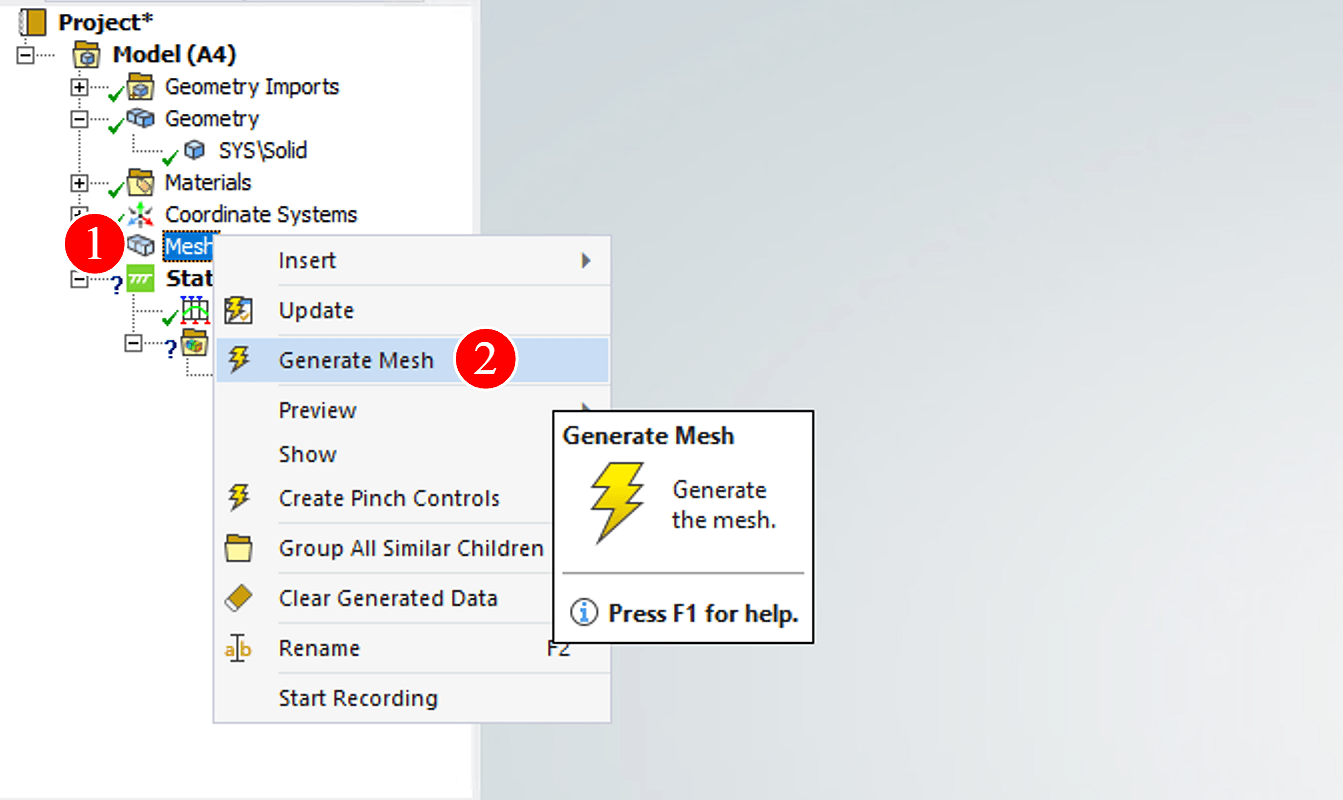 Project*
Model (A4)
Geometry Imports
Geometry
SYS\Solid
Materials
Coordinate Systems
1
Mesh
Stat
?
?
Insert
Update
Generate Mesh
2
Preview
Show
Create Pinch Controls
Group All Similar Children
Clear Generated Data
Rename F2
Start Recording
Generate Mesh
Generate
the mesh.
Press F1 for help.